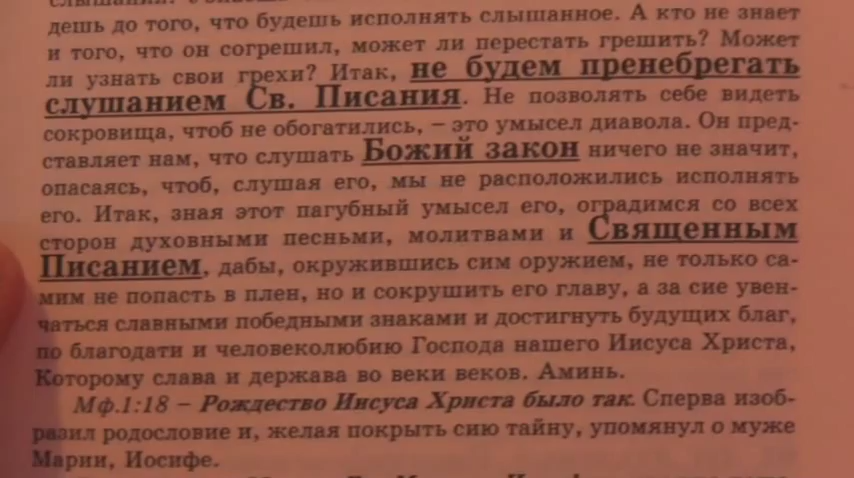 слышания.
дешь до того, что будешь исполнять слышанное. А кто не знает
и того, что он согрешил, может ли перестать грешить? Может
ли узнать свои грехи? Итак, не будем пренебрегать
слушанием Св. Писания. Не позволять себе видеть
сокровища, чтоб не обогатились, – это умысел диавола. Он пред-
ставляет нам, что слушать Божий закон ничего не значит,
опасаясь, чтоб, слушая его, мы не расположились исполнять
его. Итак, зная этот пагубный умысел его, оградимся со всех
сторон духовными песньми, молитвами и Священным
Писанием, дабы, окружившись сим оружием, не только са-
мим не попасть в плен, но и сокрушить его главу, а за сие увен-
чаться славными победными знаками и достигнуть будущих благ,
по благодати и человеколюбию Господа нашего Иисуса Христа,
Которому слава и держава во веки веков. Аминь.
Мф.1:18 – Рождество Иисуса Христа было так. Сперва изоб-
разил родословие и, желая покрыть сию тайну, упомянул о муже
Марии, Иосифе.